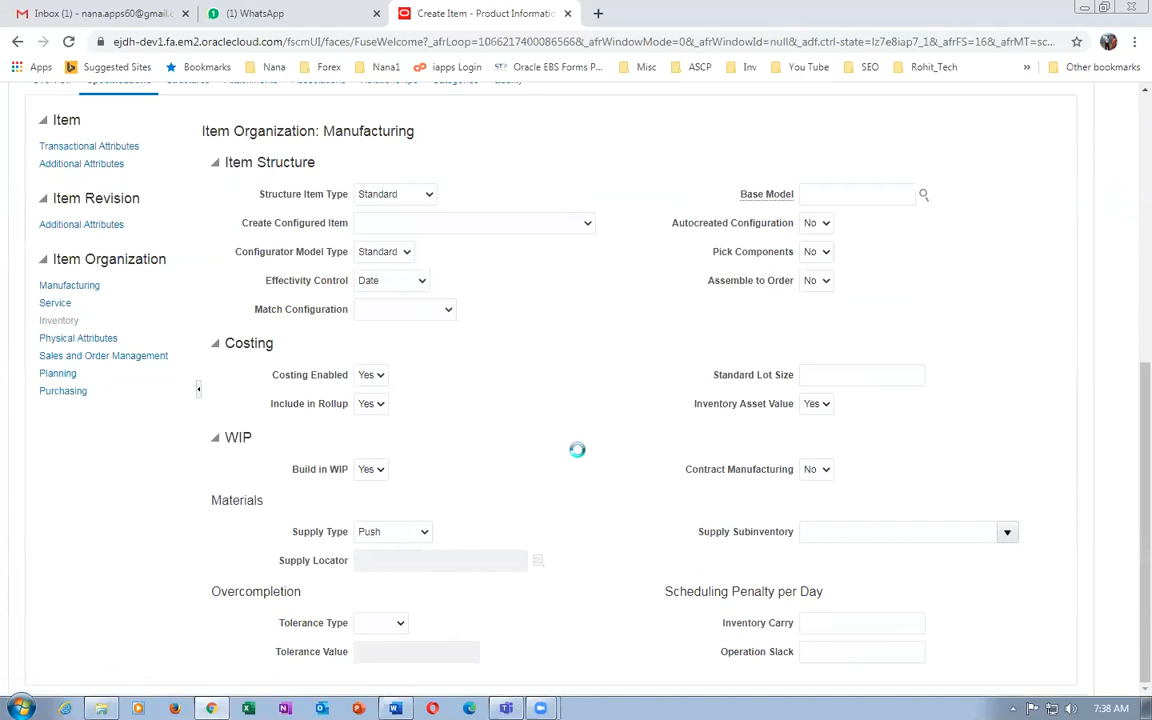 Inbox (1) - nana.apps60@gmail.c
(1) WhatsApp
Create Item - Product Informatio
ejdh-dev1.fa.em2.oraclecloud.com/fscmUI/faces/FuseWelcome?_afrLoop=1066217400086566&_afrWindowMode=0&_afrWindowId=null&_adf.ctrl-state=lz7e8iap7_1&_afrFS=16&_afrMT=sc...
Apps
Suggested Sites
Bookmarks
Nana
Forex
Nana1
iapps Login
Oracle EBS Forms P...
Misc
ASCP
Inv
You Tube
SEO
Rohit_Tech
»
Other bookmarks
Item
Transactional Attributes
Additional Attributes
Item Revision
Additional Attributes
Item Organization
Manufacturing
Service
Inventory
Physical Attributes
Sales and Order Management
Planning
Purchasing
Item Organization: Manufacturing
Item Structure
Structure Item Type Standard
Base Model
Create Configured Item
Autocreated Configuration No
Configurator Model Type Standard
Pick Components No
Effectivity Control Date
Assemble to Order No
Match Configuration
Costing
Costing Enabled Yes
Standard Lot Size
Include in Rollup Yes
Inventory Asset Value Yes
WIP
Build in WIP Yes
Contract Manufacturing No
Materials
Supply Type Push
Supply Subinventory
Supply Locator
Overcompletion
Scheduling Penalty per Day
Tolerance Type
Inventory Carry
Tolerance Value
Operation Slack
7:38 AM